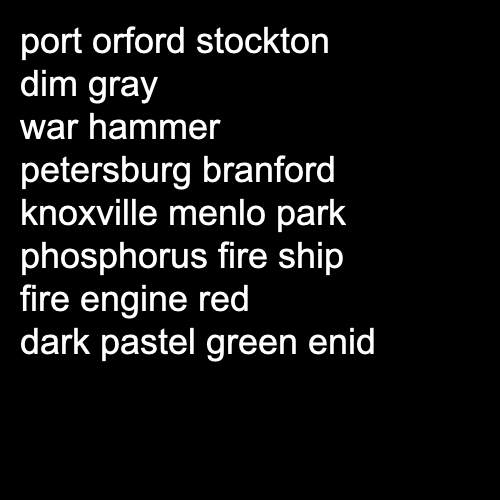 port orford stockton
dim gray
war hammer
petersburg branford
knoxville menlo park
phosphorus fire ship
fire engine red
dark pastel green enid